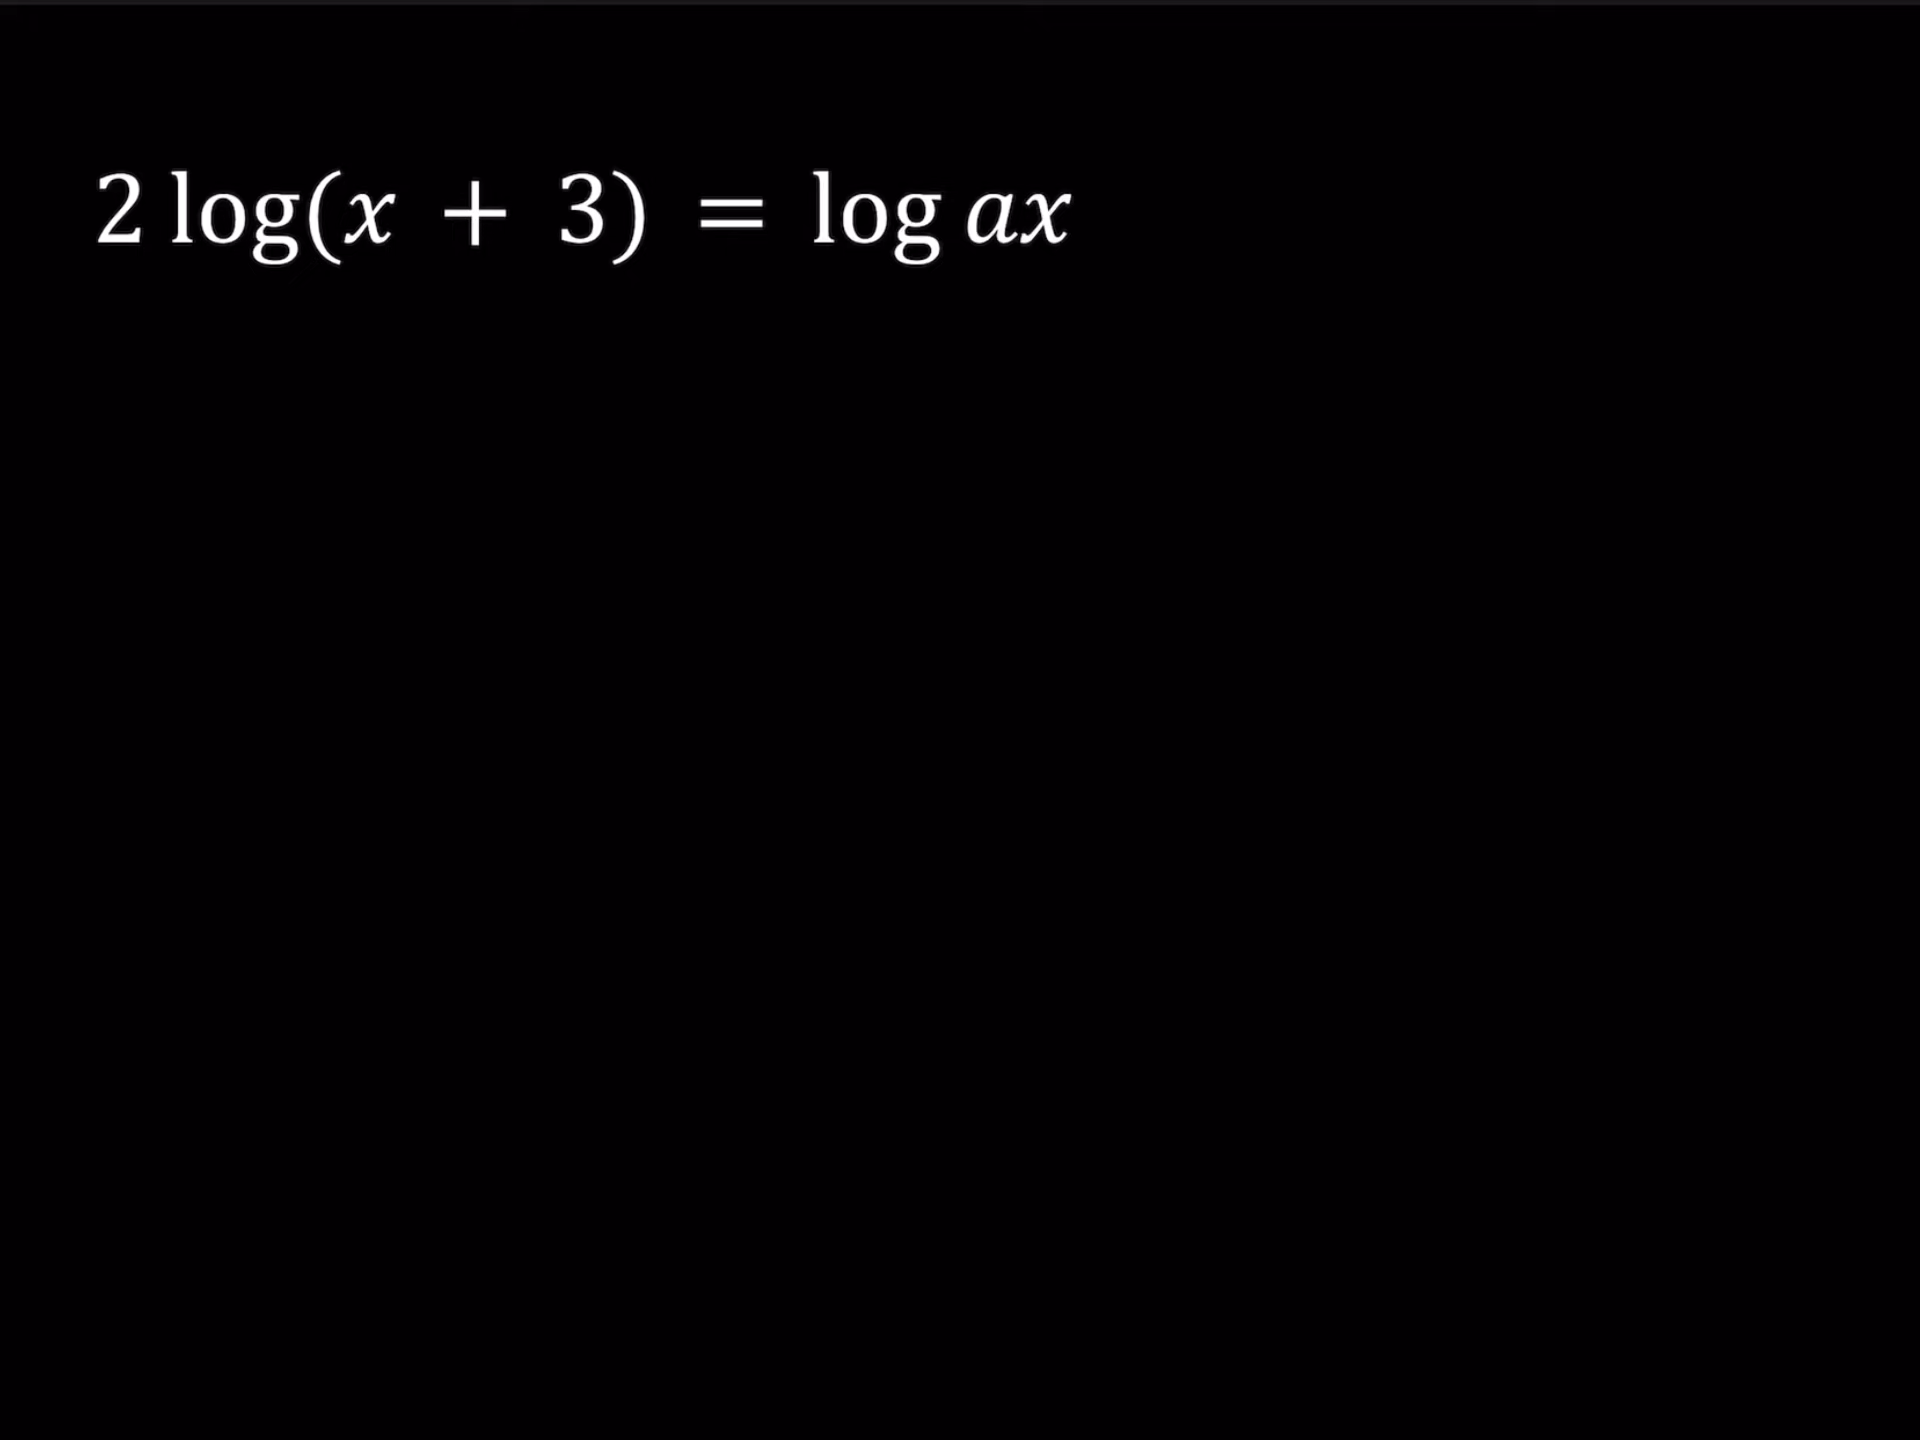 2 log(x + 3) = log ax